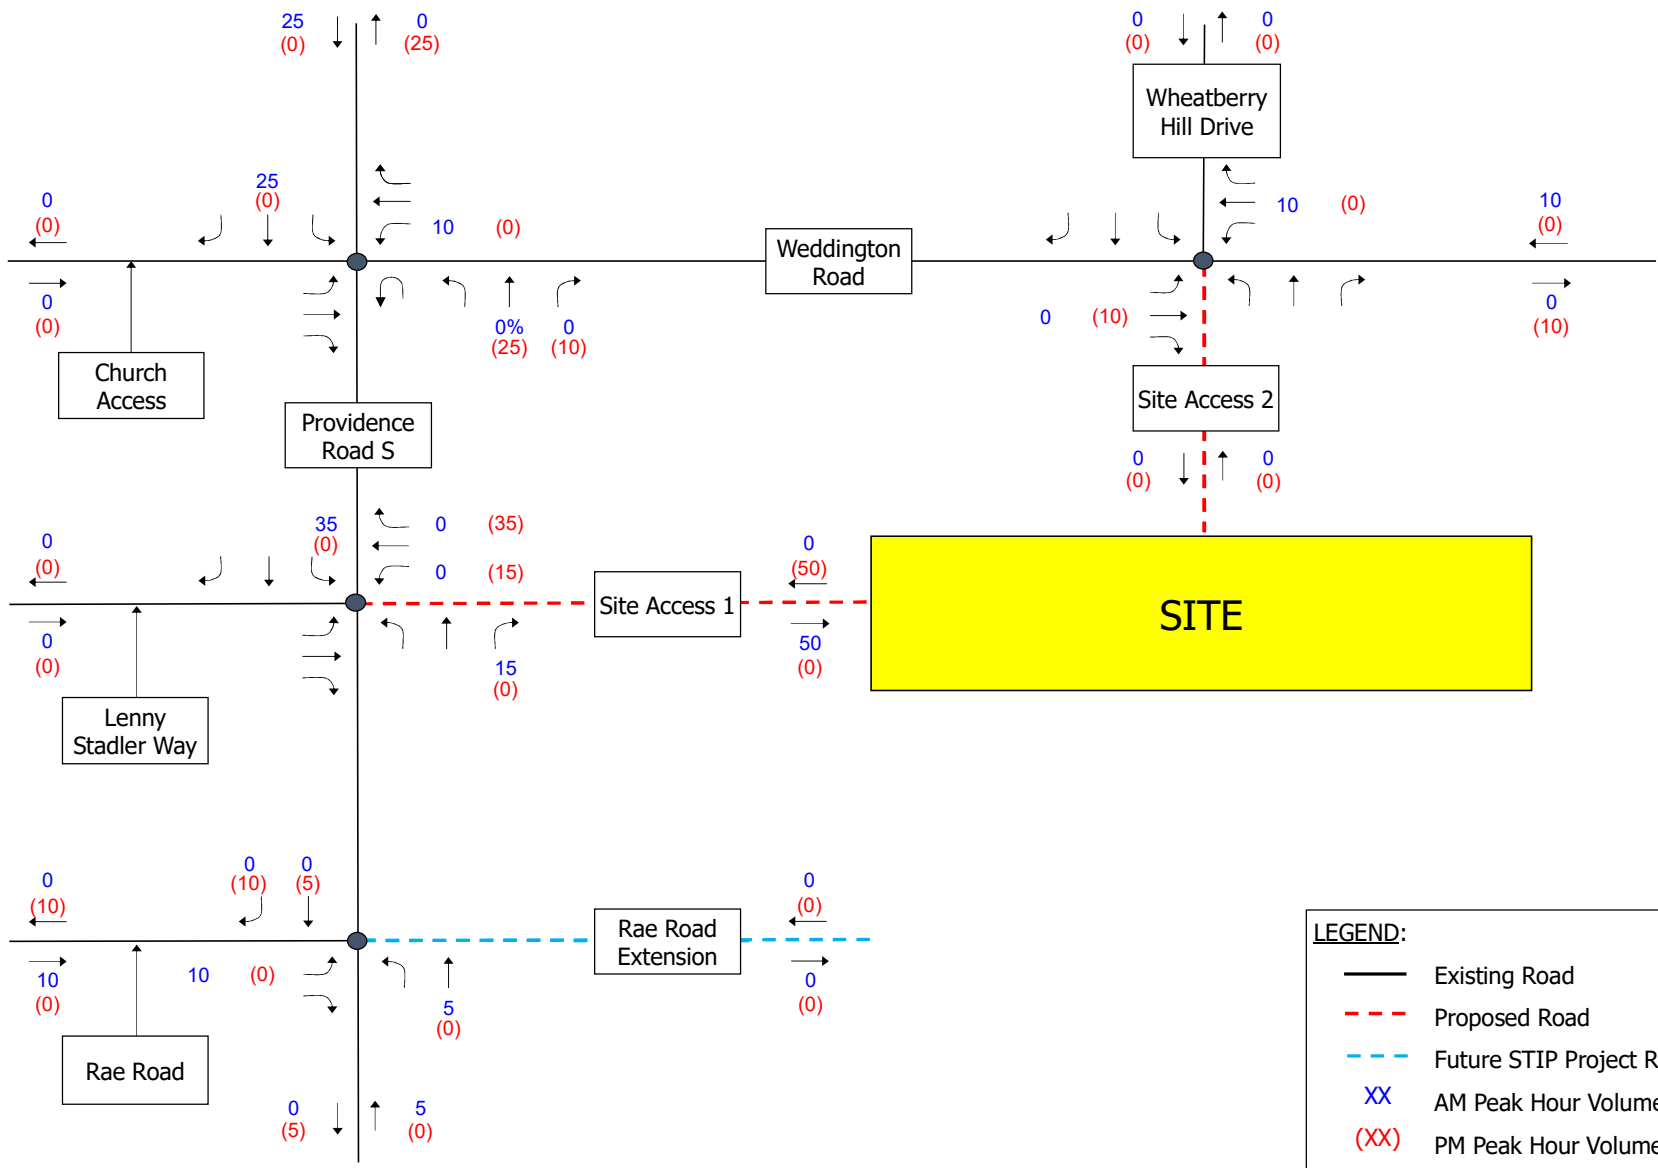 25 0 0 0
(0) (25) (0) (0)
Wheatberry
Hill Drive
25
(0)
0
(0)
10 (0)
10 (0)
10
(0)
Weddington
Road
0
(0)
0% 0
(25) (10)
0 (10)
0
(10)
Church
Access
Providence
Road S
Site Access 2
0 0
(0) (0)
35
(0)
0 (35)
0 (15)
0
(0)
0
(50)
Site Access 1
SITE
0
(0)
15
(0)
50
(0)
Lenny
Stadler Way
0 0
(10) (5)
0
(10)
0
(0)
Rae Road
Extension
10
(0)
10 (0)
5
(0)
0
(0)
Rae Road
0 5
(5) (0)
LEGEND:
Existing Road
Proposed Road
Future STIP Project R
XX AM Peak Hour Volume
(XX) PM Peak Hour Volume